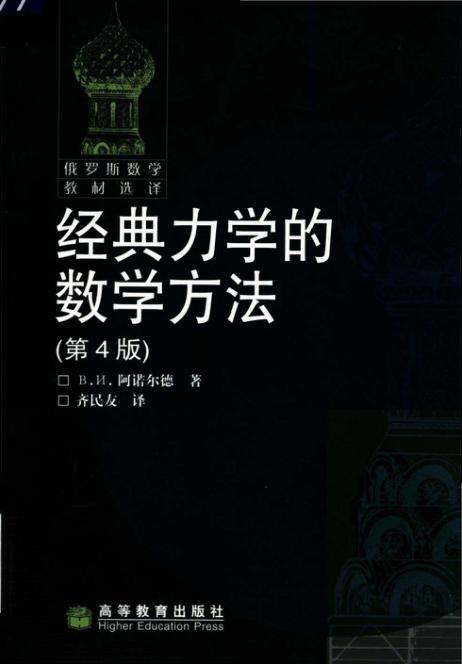 俄罗斯数学
教材选译
经典力学的
数学方法
(第4版)
□ В.И.阿诺尔德 著
□ 齐民友 译
高等教育出版社
Higher Education Press